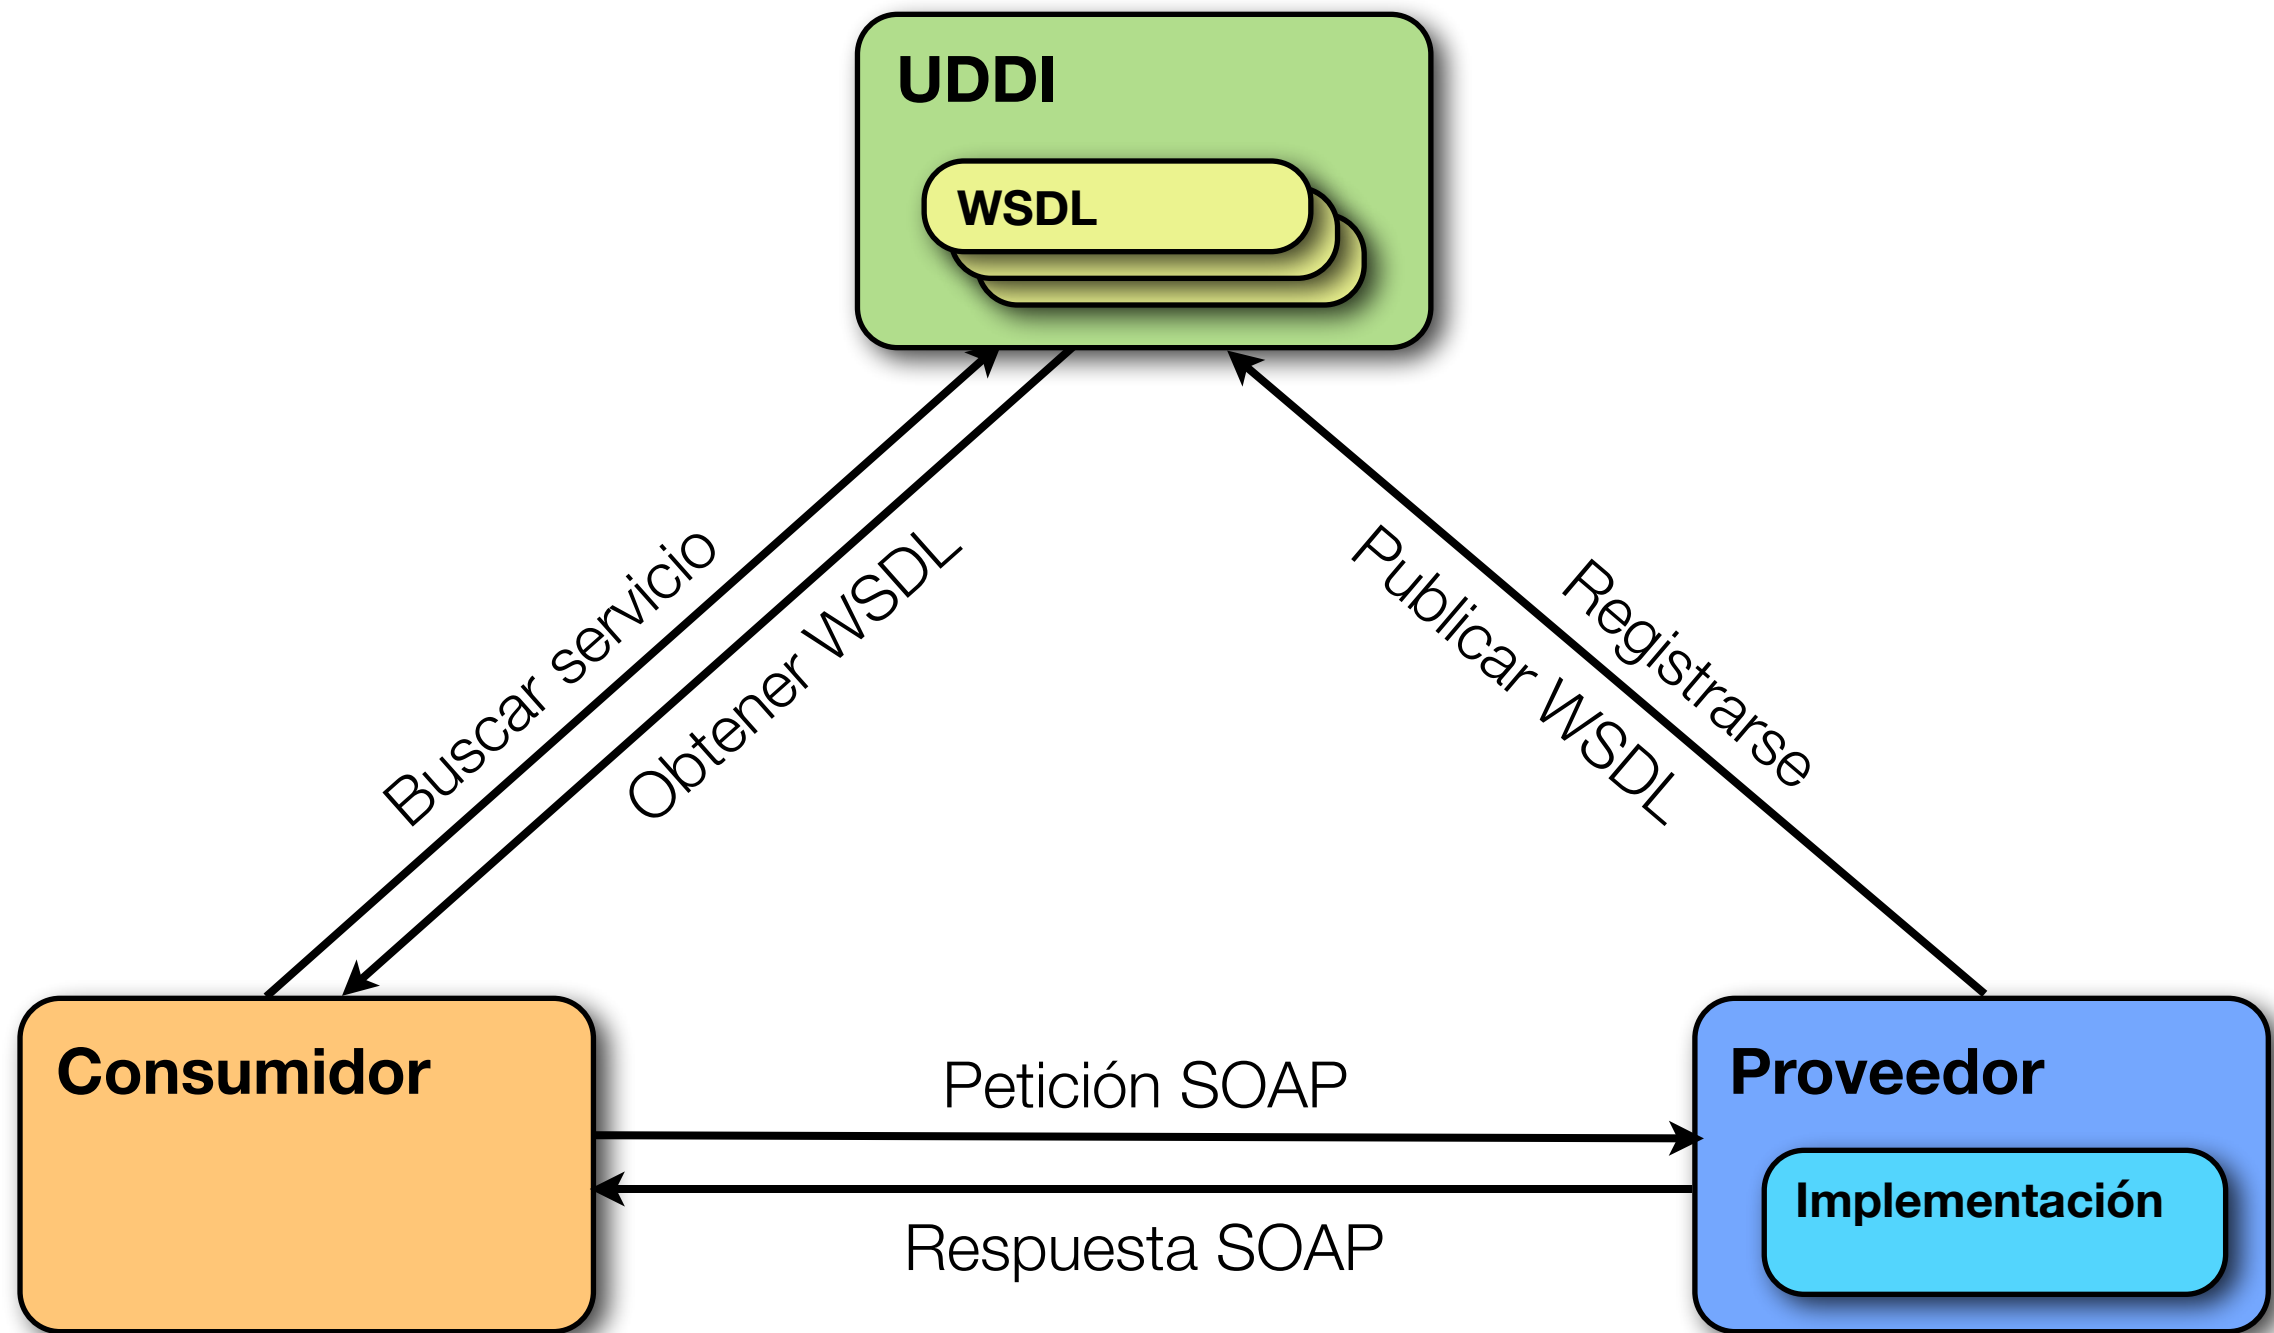 UDDI
WSDL
Buscar servicio
Obtener WSDL
Publicar WSDL
Registrarse
Consumidor
Petición SOAP
Respuesta SOAP
Proveedor
Implementación